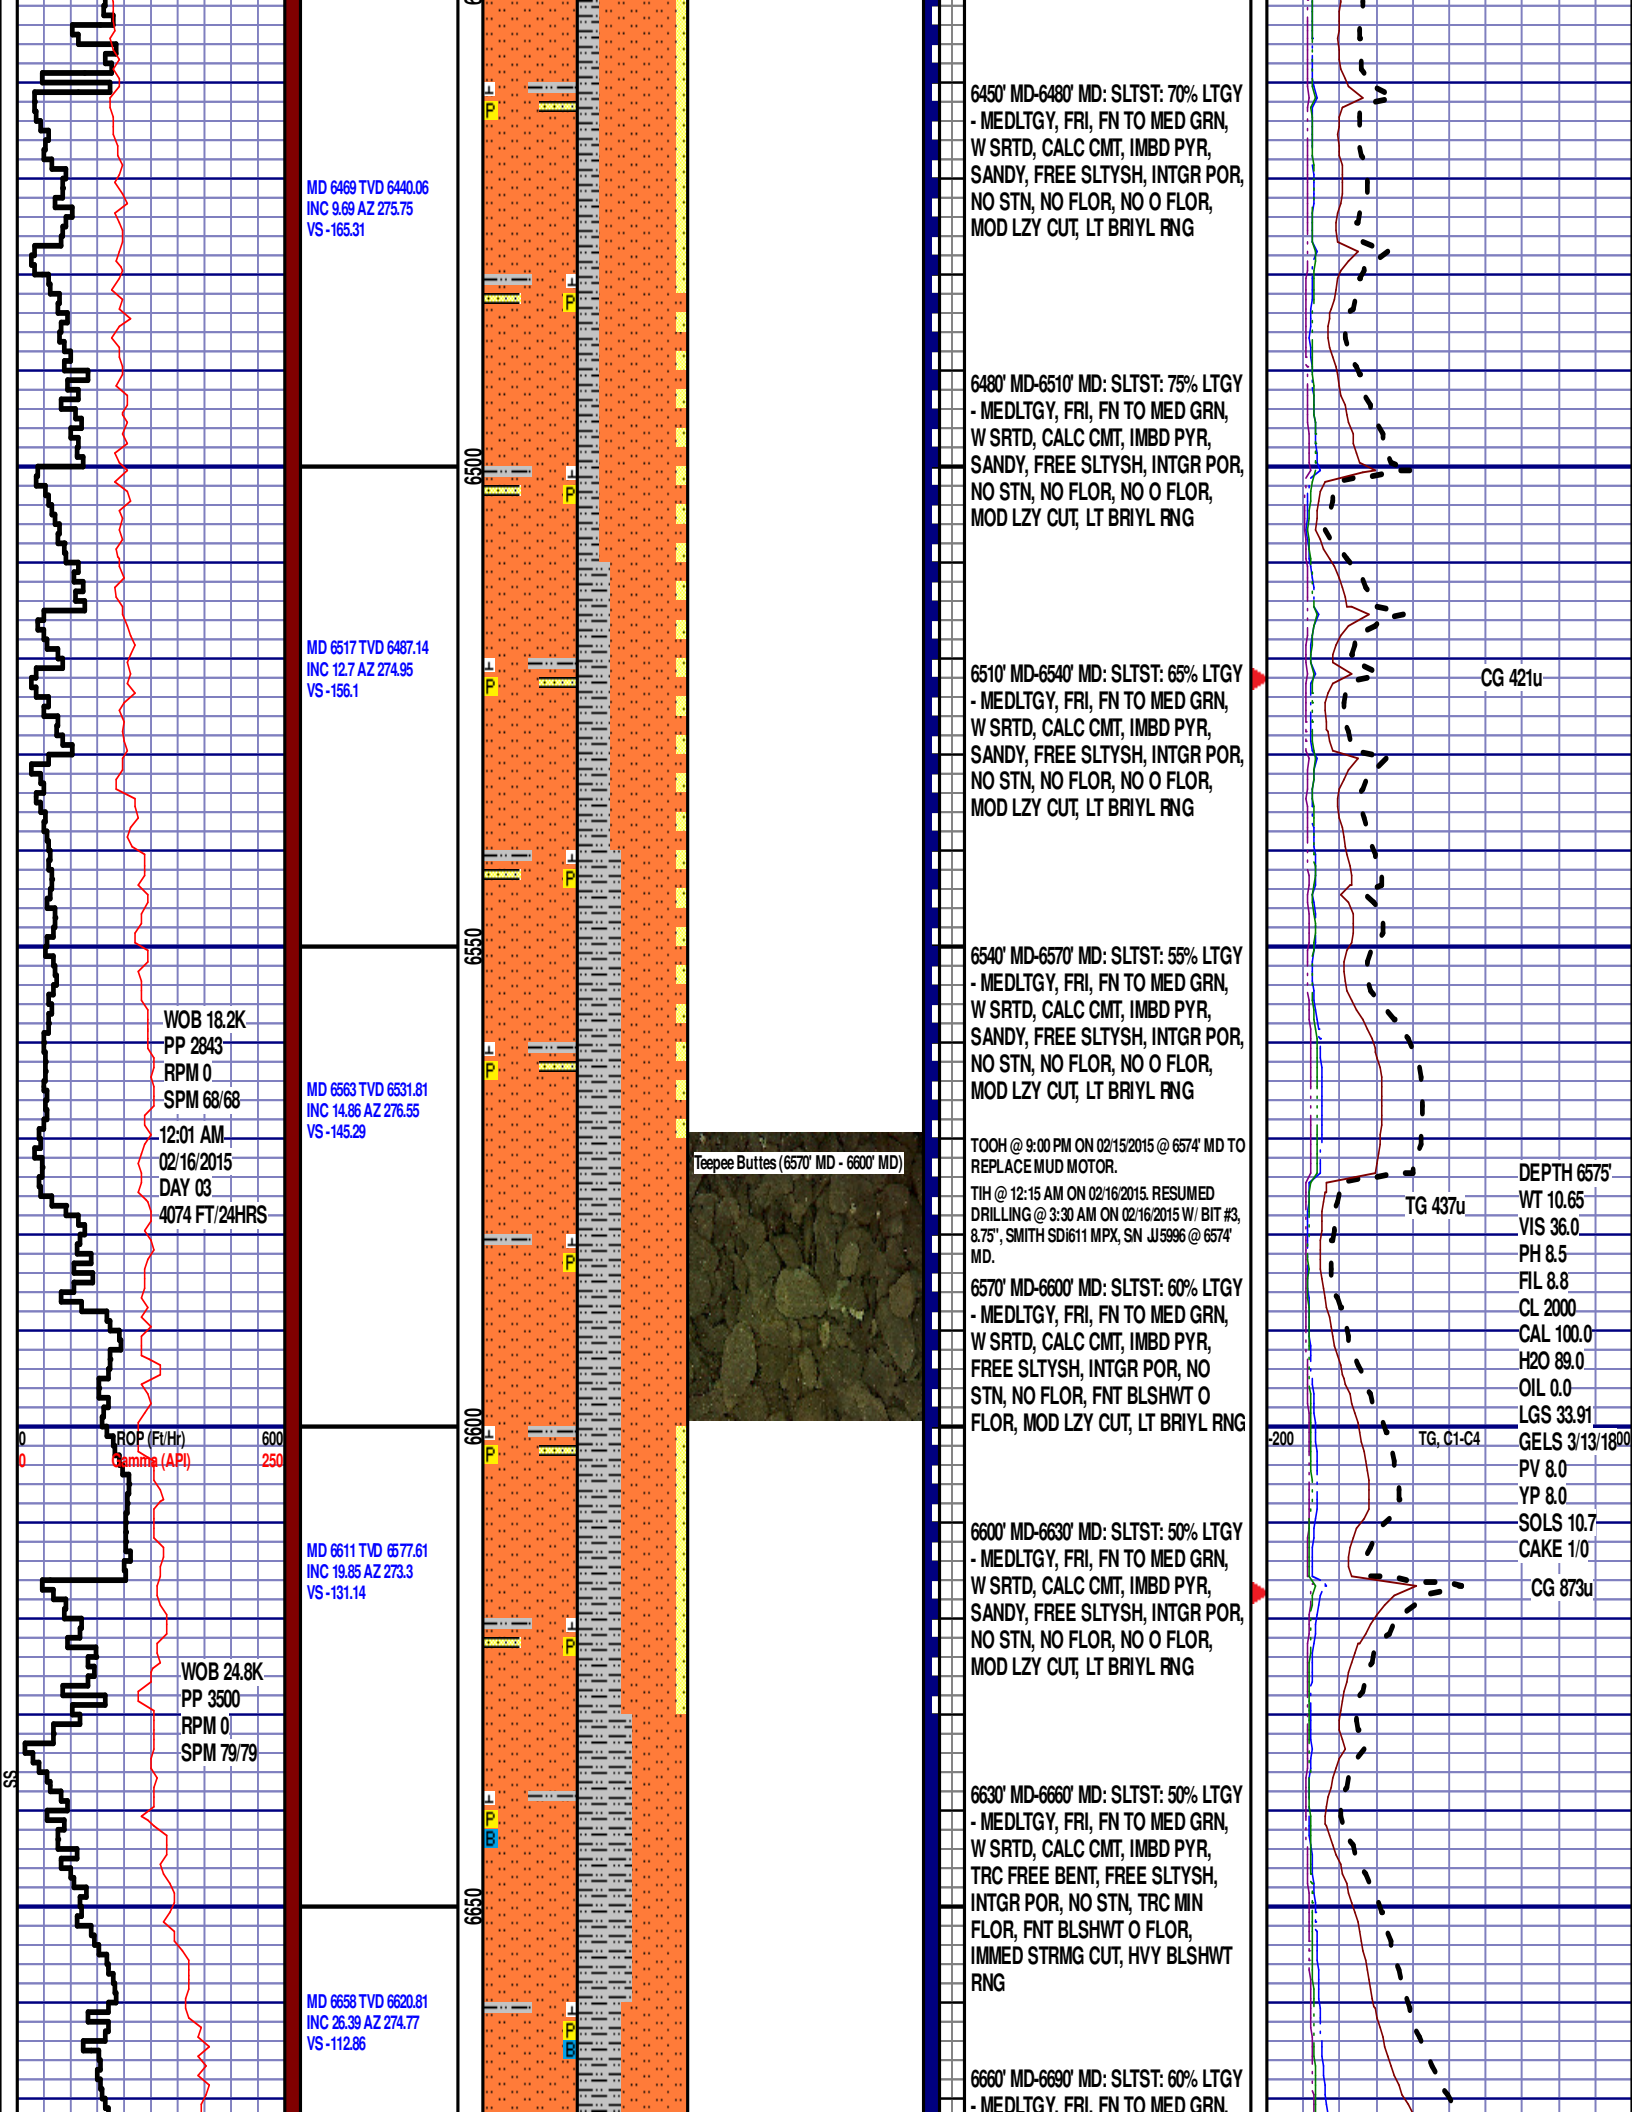 MD 6469 TVD 6440.06
INC 9.69 AZ 275.75
VS -165.31
MD 6517 TVD 6487.14
INC 12.7 AZ 274.95
VS -156.1
WOB 18.2K
PP 2843
RPM 0
SPM 68/68
12:01 AM
02/16/2015
DAY 03
4074 FT/24HRS
MD 6563 TVD 6531.81
INC 14.86 AZ 276.55
VS -145.29
0 ROP (Ft/Hr) 600
0 Gamma (API) 250
MD 6611 TVD 6577.61
INC 19.85 AZ 273.3
VS -131.14
WOB 24.8K
PP 3500
RPM 0
SPM 79/79
SS
MD 6658 TVD 6620.81
INC 26.39 AZ 274.77
VS -112.86
6500
6550
6600
6650
P
P
P
P
P
P
P
P
P
P
B
P
B
Teepee Buttes (6570' MD - 6600' MD)
6450' MD-6480' MD: SLTST: 70% LTGY
- MEDLTGY, FRI, FN TO MED GRN,
W SRTD, CALC CMT, IMBD PYR,
SANDY, FREE SLTYSH, INTGR POR,
NO STN, NO FLOR, NO O FLOR,
MOD LZY CUT, LT BRIYL RNG
6480' MD-6510' MD: SLTST: 75% LTGY
- MEDLTGY, FRI, FN TO MED GRN,
W SRTD, CALC CMT, IMBD PYR,
SANDY, FREE SLTYSH, INTGR POR,
NO STN, NO FLOR, NO O FLOR,
MOD LZY CUT, LT BRIYL RNG
6510' MD-6540' MD: SLTST: 65% LTGY
- MEDLTGY, FRI, FN TO MED GRN,
W SRTD, CALC CMT, IMBD PYR,
SANDY, FREE SLTYSH, INTGR POR,
NO STN, NO FLOR, NO O FLOR,
MOD LZY CUT, LT BRIYL RNG
6540' MD-6570' MD: SLTST: 55% LTGY
- MEDLTGY, FRI, FN TO MED GRN,
W SRTD, CALC CMT, IMBD PYR,
SANDY, FREE SLTYSH, INTGR POR,
NO STN, NO FLOR, NO O FLOR,
MOD LZY CUT, LT BRIYL RNG
TOOH @ 9:00 PM ON 02/15/2015 @ 6574' MD TO
REPLACE MUD MOTOR.
TIH @ 12:15 AM ON 02/16/2015. RESUMED
DRILLING @ 3:30 AM ON 02/16/2015 W/ BIT #3,
8.75", SMITH SDi611 MPX, SN JJ5996 @ 6574'
MD.
6570' MD-6600' MD: SLTST: 60% LTGY
- MEDLTGY, FRI, FN TO MED GRN,
W SRTD, CALC CMT, IMBD PYR,
FREE SLTYSH, INTGR POR, NO
STN, NO FLOR, FNT BLSHWT O
FLOR, MOD LZY CUT, LT BRIYL RNG
6600' MD-6630' MD: SLTST: 50% LTGY
- MEDLTGY, FRI, FN TO MED GRN,
W SRTD, CALC CMT, IMBD PYR,
SANDY, FREE SLTYSH, INTGR POR,
NO STN, NO FLOR, NO O FLOR,
MOD LZY CUT, LT BRIYL RNG
6630' MD-6660' MD: SLTST: 50% LTGY
- MEDLTGY, FRI, FN TO MED GRN,
W SRTD, CALC CMT, IMBD PYR,
TRC FREE BENT, FREE SLTYSH,
INTGR POR, NO STN, TRC MIN
FLOR, FNT BLSHWT O FLOR,
IMMED STRMG CUT, HVY BLSHWT
RNG
6660' MD-6690' MD: SLTST: 60% LTGY
- MEDLTGY, FRI, FN TO MED GRN,
CG 421u
TG 437u
DEPTH 6575'
WT 10.65
VIS 36.0
PH 8.5
FIL 8.8
CL 2000
CAL 100.0
H2O 89.0
OIL 0.0
LGS 33.91
-200 TG, C1-C4 00
GELS 3/13/18
PV 8.0
YP 8.0
SOLS 10.7
CAKE 1/0
CG 873u